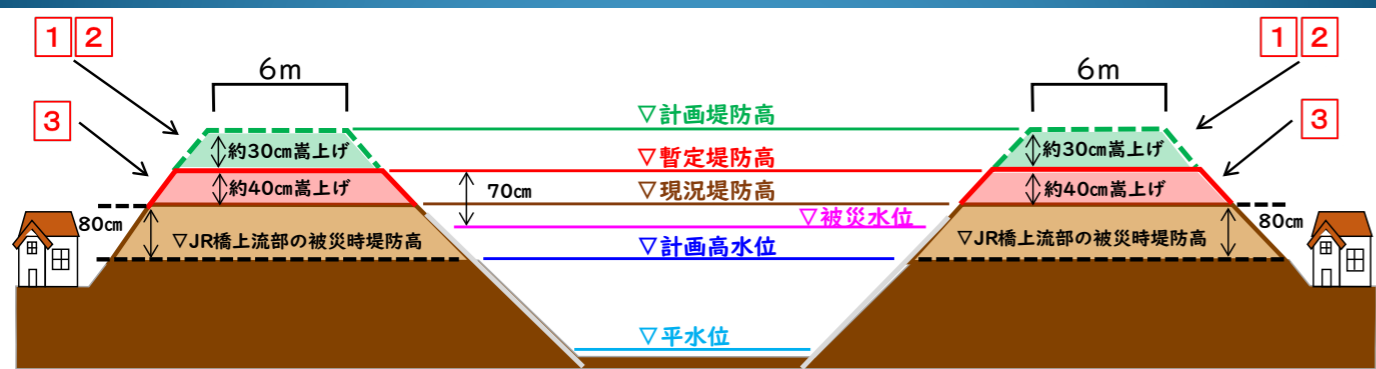 1 2
1 2
6m
6m
3
3
▽計画堤防高
約30㎝嵩上げ
約30㎝嵩上げ
▽暫定堤防高
約40㎝嵩上げ
70㎝
▽現況堤防高
約40㎝嵩上げ
80㎝
▽被災水位
80㎝
▽JR橋上流部の被災時堤防高
▽計画高水位
▽JR橋上流部の被災時堤防高
▽平水位